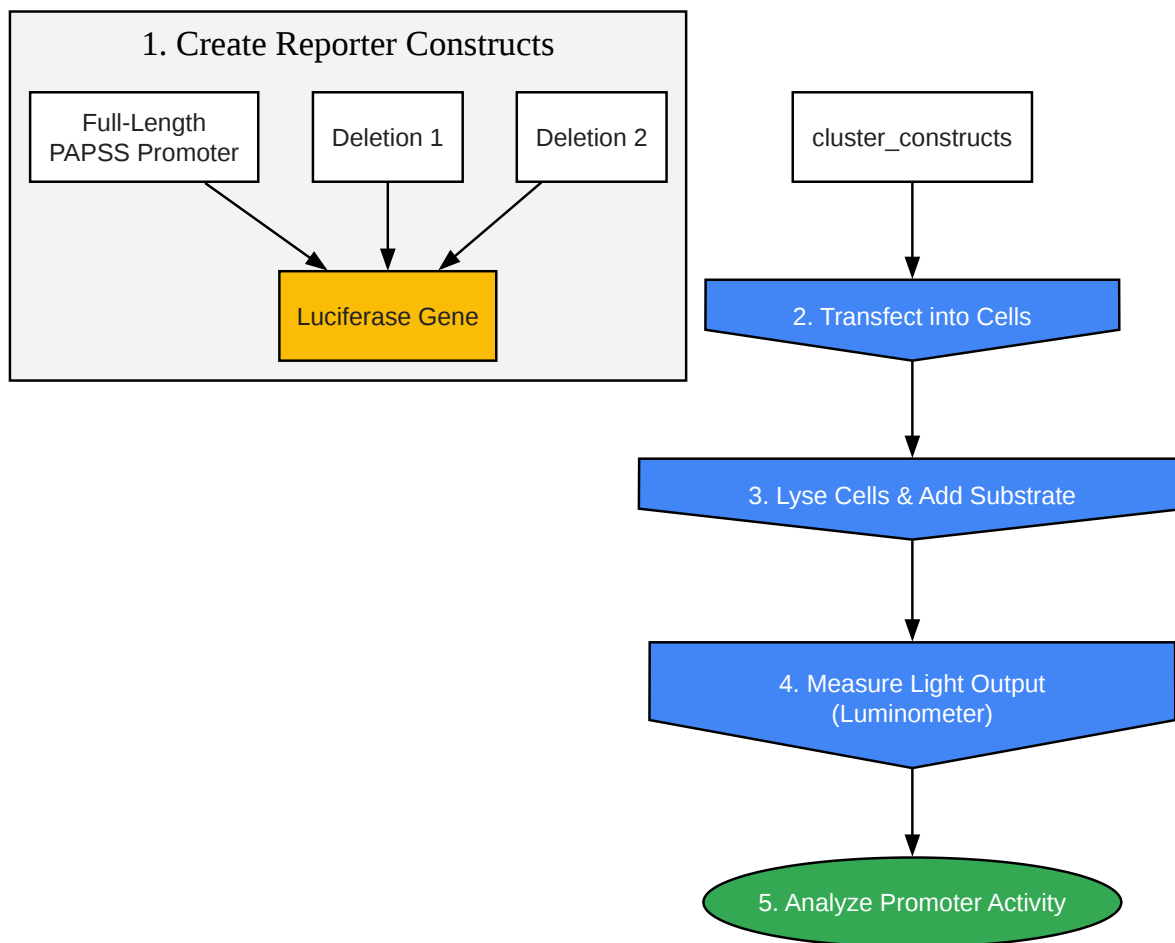 1. Create Reporter Constructs
Full-Length
PAPSS Promoter
Deletion 1
Deletion 2
cluster_constructs
Luciferase Gene
2. Transfect into Cells
3. Lyse Cells & Add Substrate
4. Measure Light Output
(Luminometer)
5. Analyze Promoter Activity